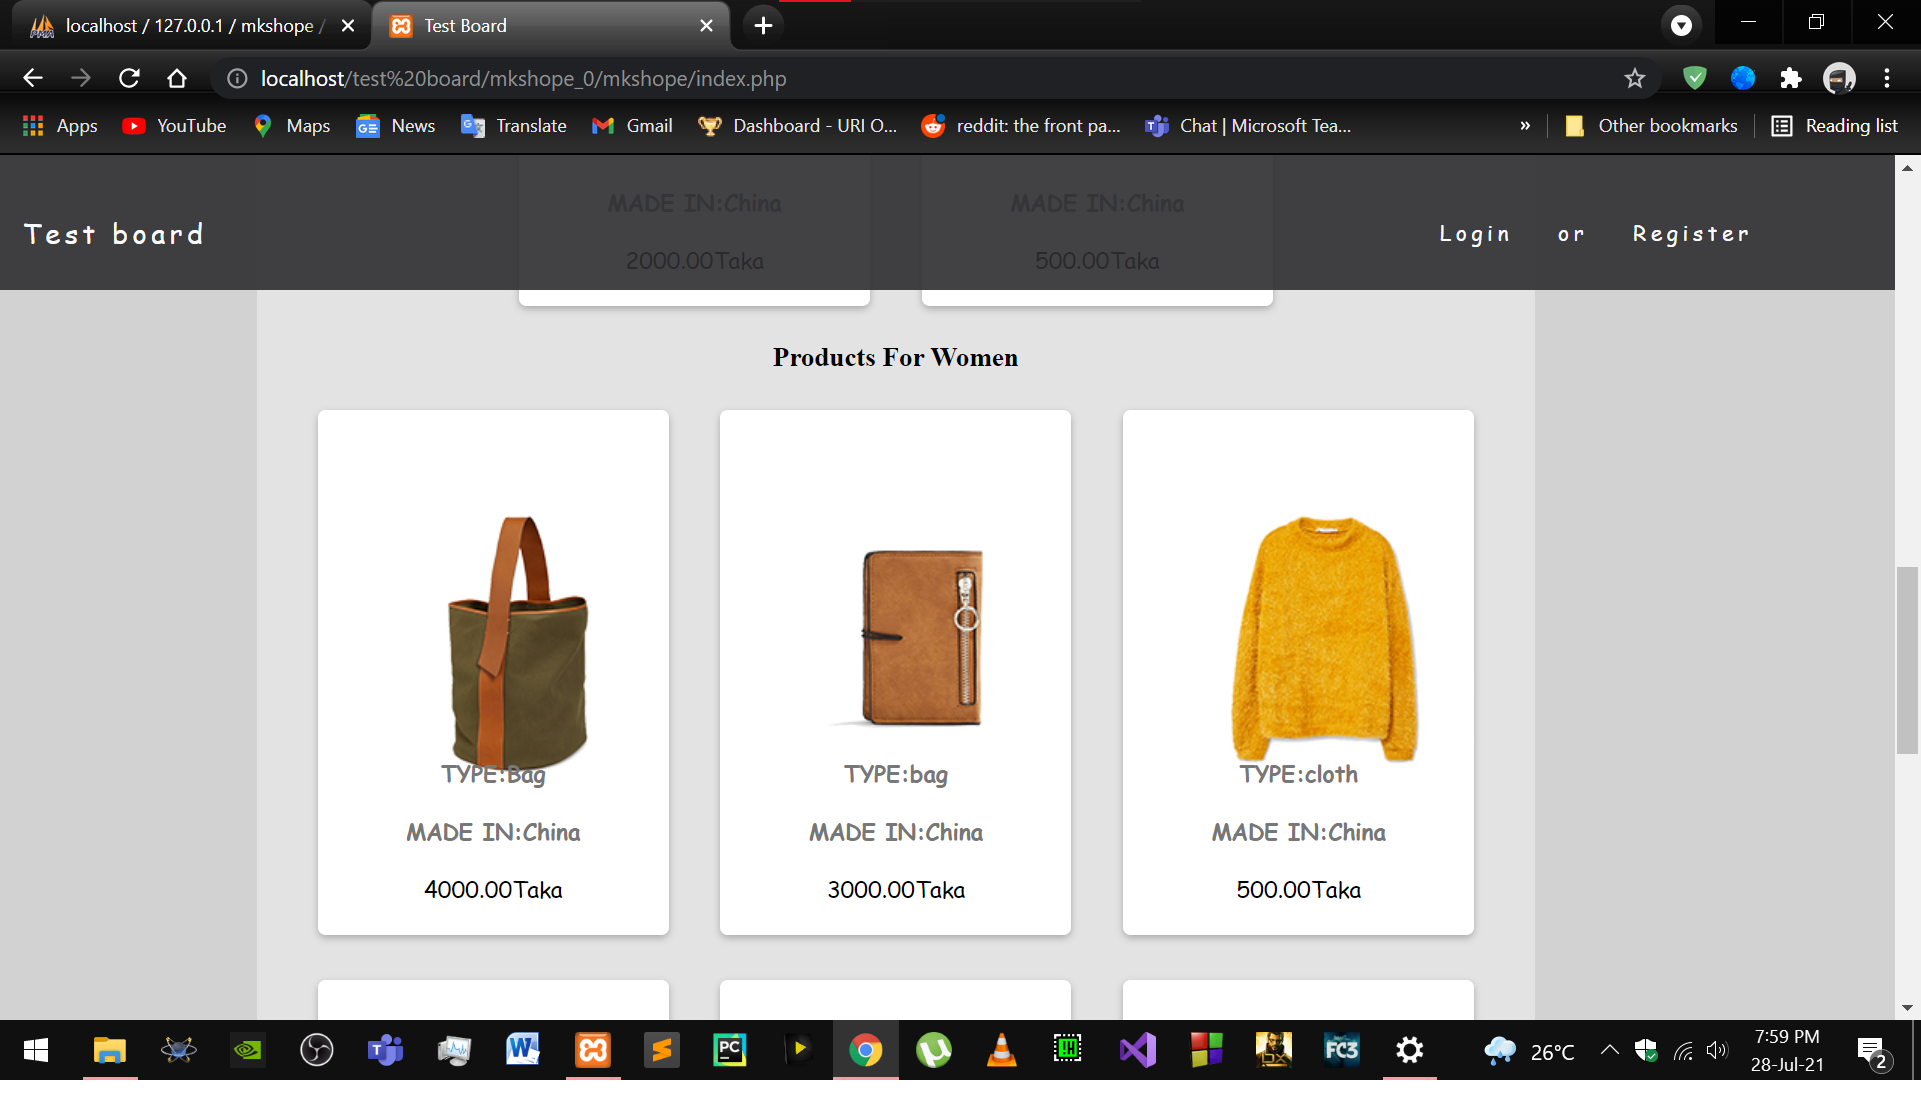 localhost / 127.0.0.1 / mkshope /
Test Board
localhost/test%20board/mkshope_0/mkshope/index.php
Apps
YouTube
Maps
News
Translate
Gmail
Dashboard - URI O...
reddit: the front pa...
Chat | Microsoft Tea...
»
Other bookmarks
Reading list
MADE IN:China
MADE IN:China
Test board
Login or Register
2000.00Taka
500.00Taka
Products For Women
TYPE:Bag
TYPE:bag
TYPE:cloth
MADE IN:China
MADE IN:China
MADE IN:China
4000.00Taka
3000.00Taka
500.00Taka
PC
FC3
26°C
7:59 PM
28-Jul-21
2